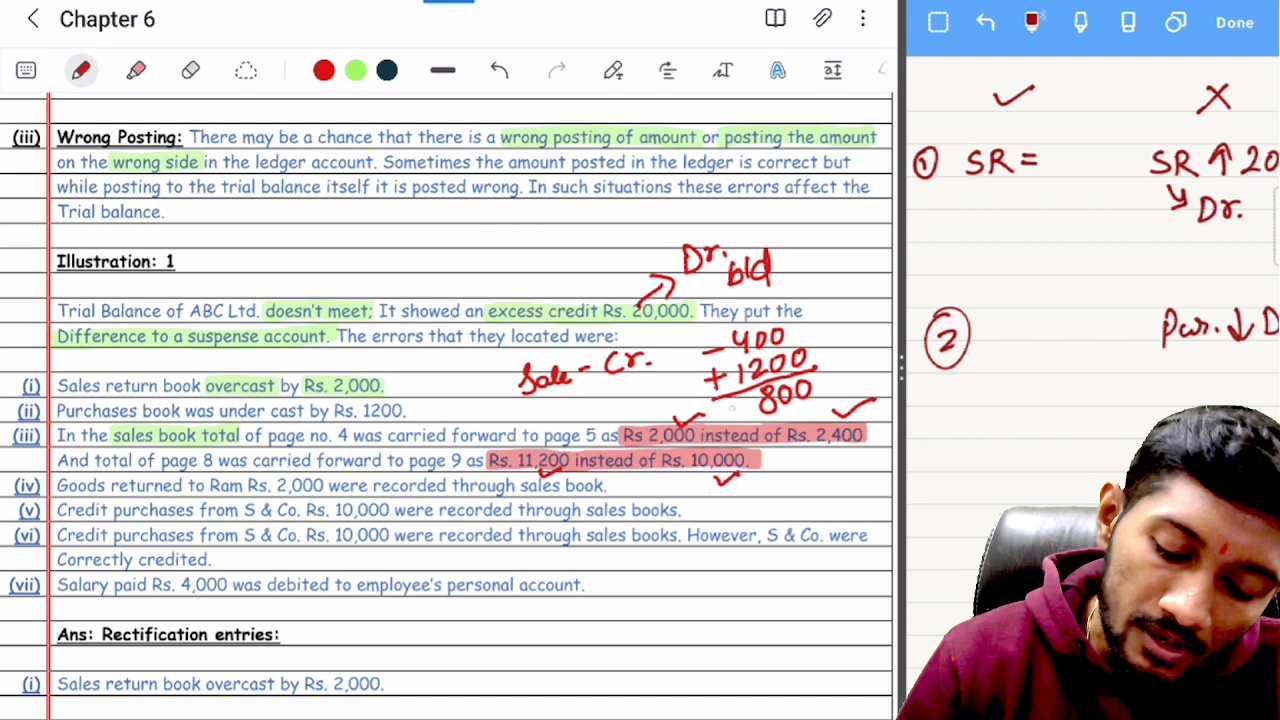 Chapter 6
Done
(iii) Wrong Posting: There may be a chance that there is a wrong posting of amount or posting the amount
on the wrong side in the ledger account. Sometimes the amount posted in the ledger is correct but
while posting to the trial balance itself it is posted wrong. In such situations these errors affect the
Trial balance.
Illustration: 1
Dr. bld
Trial Balance of ABC Ltd. doesn't meet; It showed an excess credit Rs. 20,000. They put the
Difference to a suspense account. The errors that they located were:
Sale - Cr.
- 400
+ 1200
800
(i) Sales return book overcast by Rs. 2,000.
(ii) Purchases book was under cast by Rs. 1200.
(iii) In the sales book total of page no. 4 was carried forward to page 5 as Rs 2,000 instead of Rs. 2,400
And total of page 8 was carried forward to page 9 as Rs. 11,200 instead of Rs. 10,000.
(iv) Goods returned to Ram Rs. 2,000 were recorded through sales book.
(v) Credit purchases from S & Co. Rs. 10,000 were recorded through sales books.
(vi) Credit purchases from S & Co. Rs. 10,000 were recorded through sales books. However, S & Co. were
Correctly credited.
(vii) Salary paid Rs. 4,000 was debited to employee's personal account.
Ans: Rectification entries:
(i) Sales return book overcast by Rs. 2,000.
✓ X
① SR = SR ↑ 20
↘ Dr.
② Pur. ↓ D